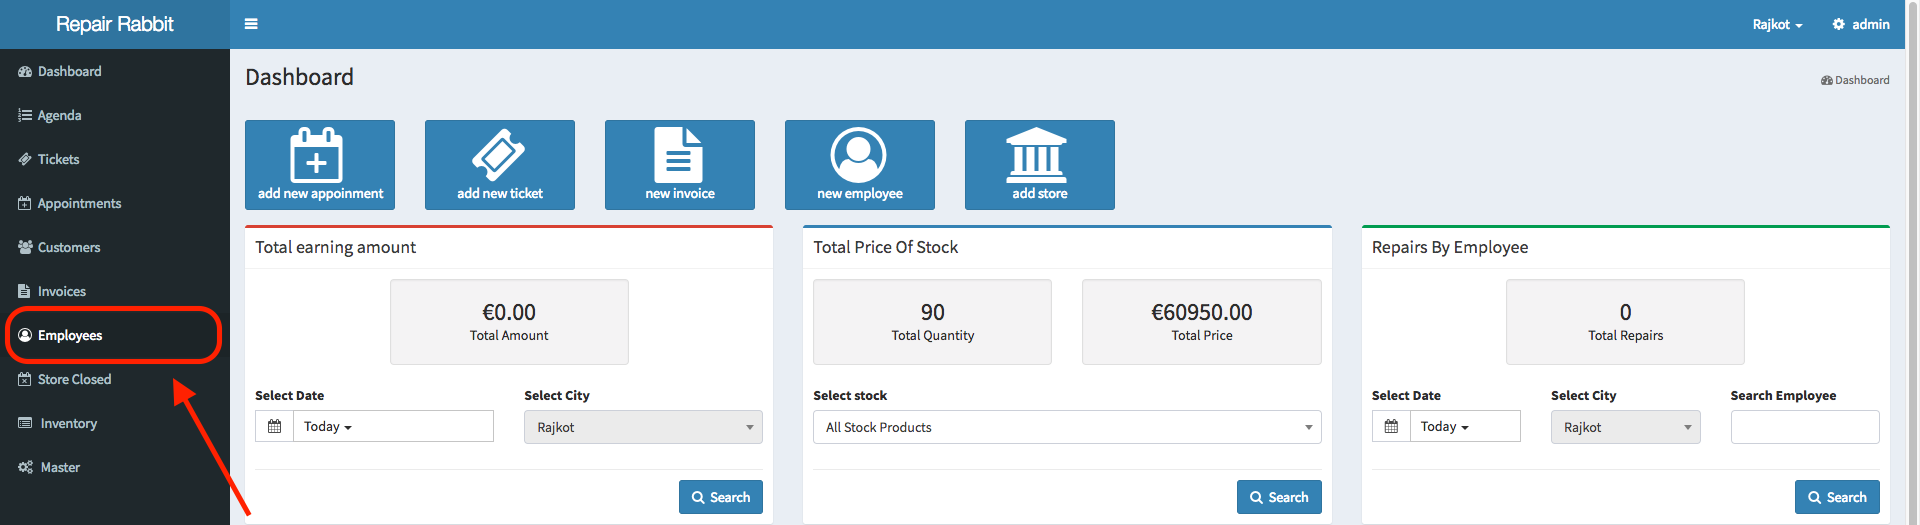 Repair Rabbit
Rajkot
admin
Dashboard
Agenda
Tickets
Appointments
Customers
Invoices
Employees
Store Closed
Inventory
Master
Dashboard
Dashboard
add new appoinment
add new ticket
new invoice
new employee
add store
Total earning amount
€0.00
Total Amount
Select Date
Select City
Today
Rajkot
Search
Total Price Of Stock
90
Total Quantity
€60950.00
Total Price
Select stock
All Stock Products
Search
Repairs By Employee
0
Total Repairs
Select Date
Select City
Search Employee
Today
Rajkot
Search